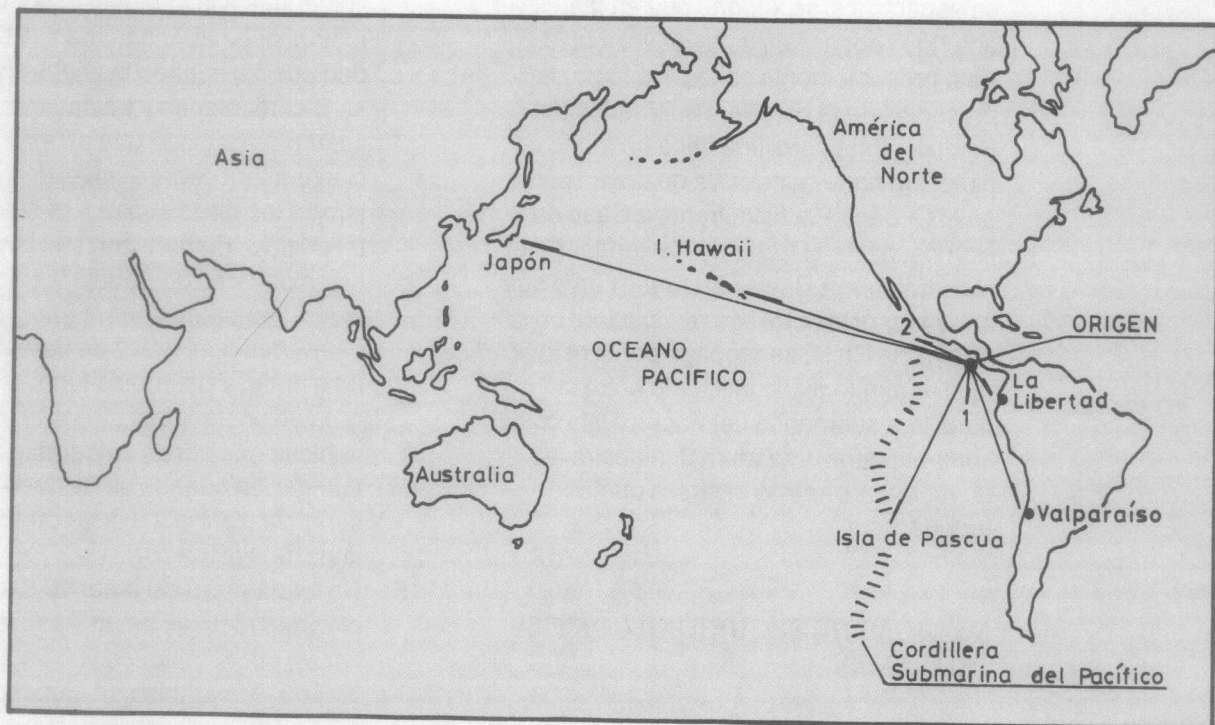 Asia
América
del
Norte
Japón
Hawaii
OCEANO
PACIFICO
2
ORIGEN
La
Libertad
1
Australia
Valparaíso
Isla de Pascua
Cordillera
Submarina del Pacífico